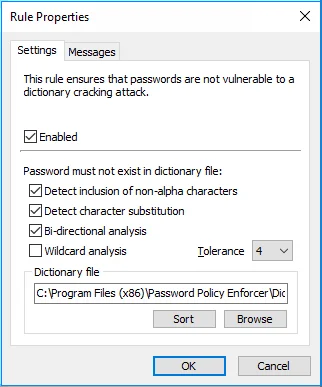 Rule Properties
Settings
Messages
This rule ensures that passwords are not vulnerable to a
dictionary cracking attack.
Enabled
Password must not exist in dictionary file:
Detect inclusion of non-alpha characters
Detect character substitution
Bi-directional analysis
Wildcard analysis
Tolerance
4
Dictionary file
C:\Program Files (x86)\Password Policy Enforcer\Dic
Sort
Browse
OK
Cancel